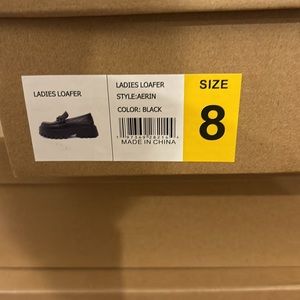 LADIES LOAFER
LADIES LOAFER
STYLE:AERIN
COLOR: BLACK
MADE IN CHINA
SIZE
8